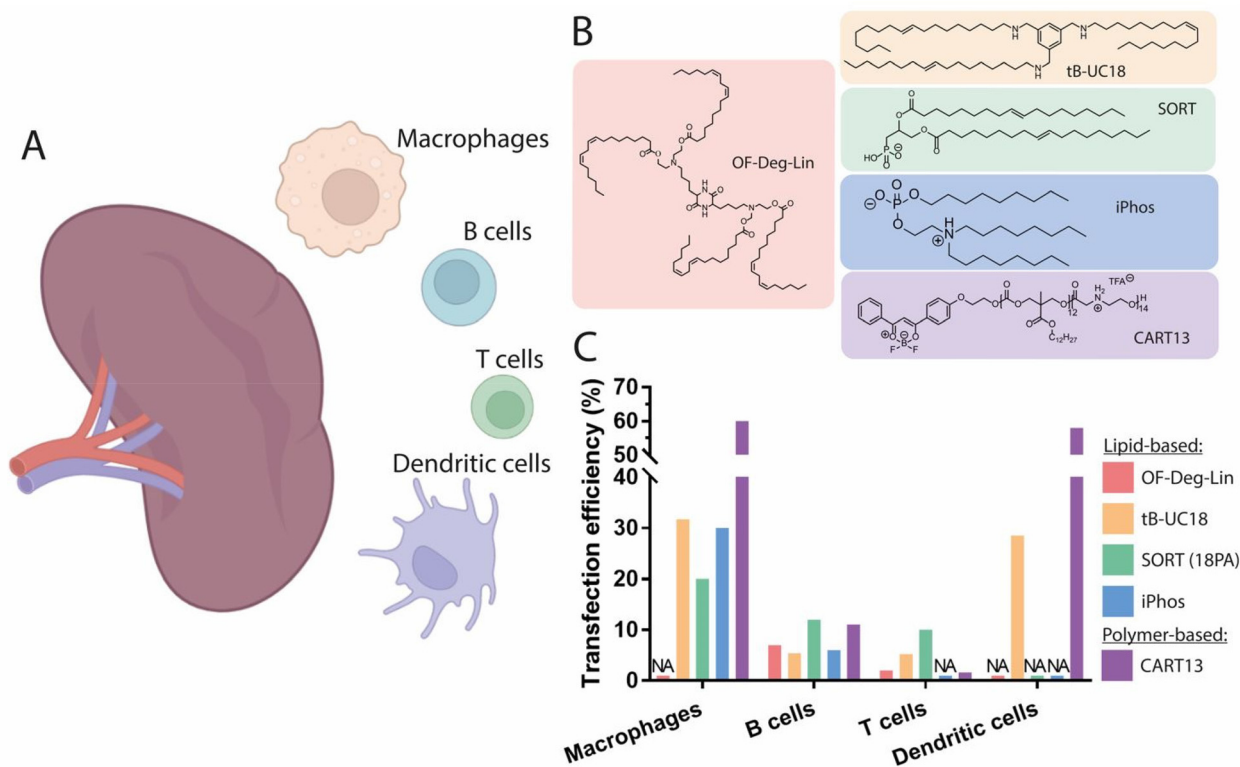 A
Macrophages
B cells
T cells
Dendritic cells
B
OF-Deg-Lin
tB-UC18
SORT
iPhos
CART13
C
Transfection efficiency (%)
70
60
50
40
30
20
10
0
NA
NA
NA
NA NA
Macrophages
B cells
T cells
Dendritic cells
Lipid-based:
OF-Deg-Lin
tB-UC18
SORT (18PA)
iPhos
Polymer-based:
CART13